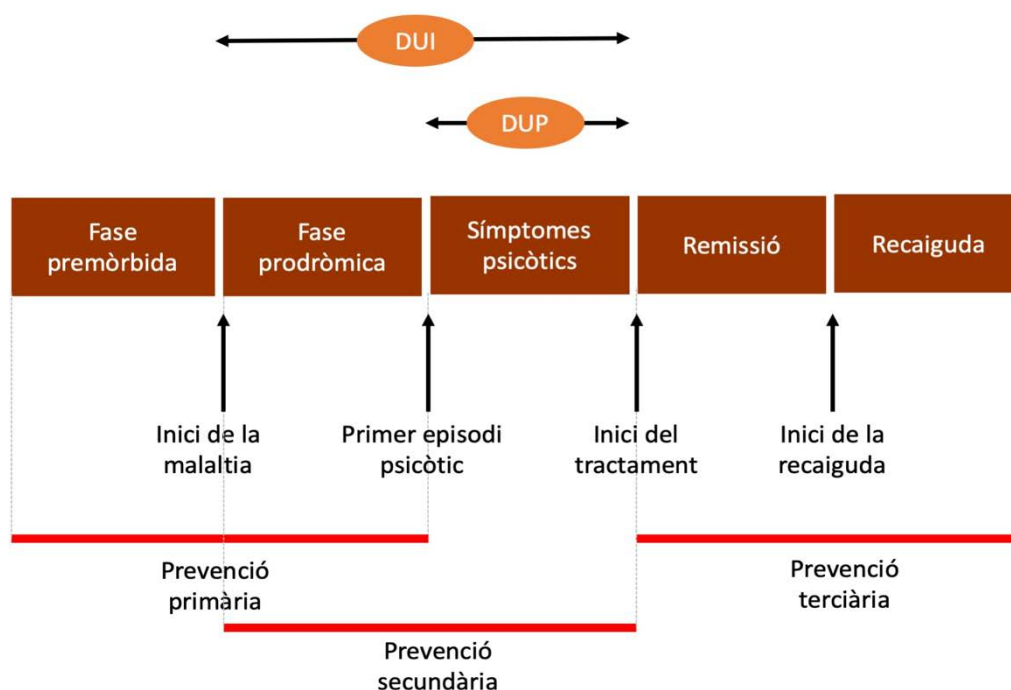 DUI
DUP
Fase
premòrbida
Fase
prodròmica
Símptomes
psicòtics
Remissió
Recaiguda
Inici de la
malaltia
Primer episodi
psicòtic
Inici del
tractament
Inici de la
recaiguda
Prevenció
primària
Prevenció
terciària
Prevenció
secundària